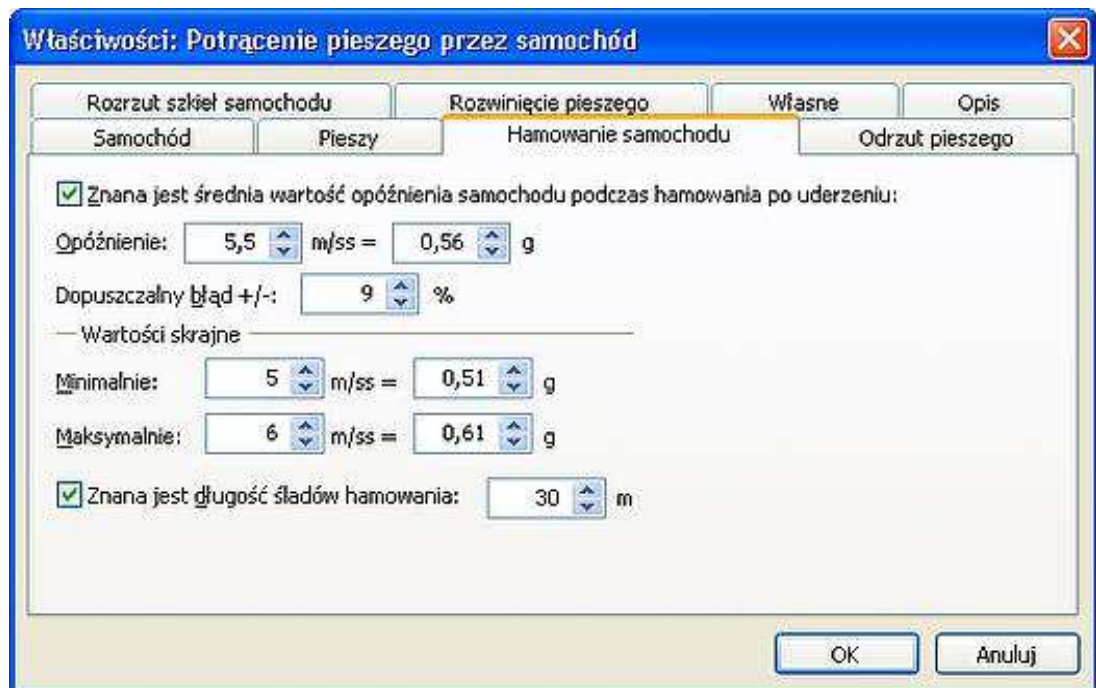 Właściwości: Potrącenie pieszego przez samochód
Rozrzut szkieł samochodu Rozwinięcie pieszego Własne Opis
Samochód Pieszy Hamowanie samochodu Odrzut pieszego
Znana jest średnia wartość opóźnienia samochodu podczas hamowania po uderzeniu:
Opóźnienie: 5,5 m/ss = 0,56 g
Dopuszczalny błąd +/-: 9 %
Wartości skrajne
Minimalnie: 5 m/ss = 0,51 g
Maksymalnie: 6 m/ss = 0,61 g
Znana jest długość śladów hamowania: 30 m
OK Anuluj